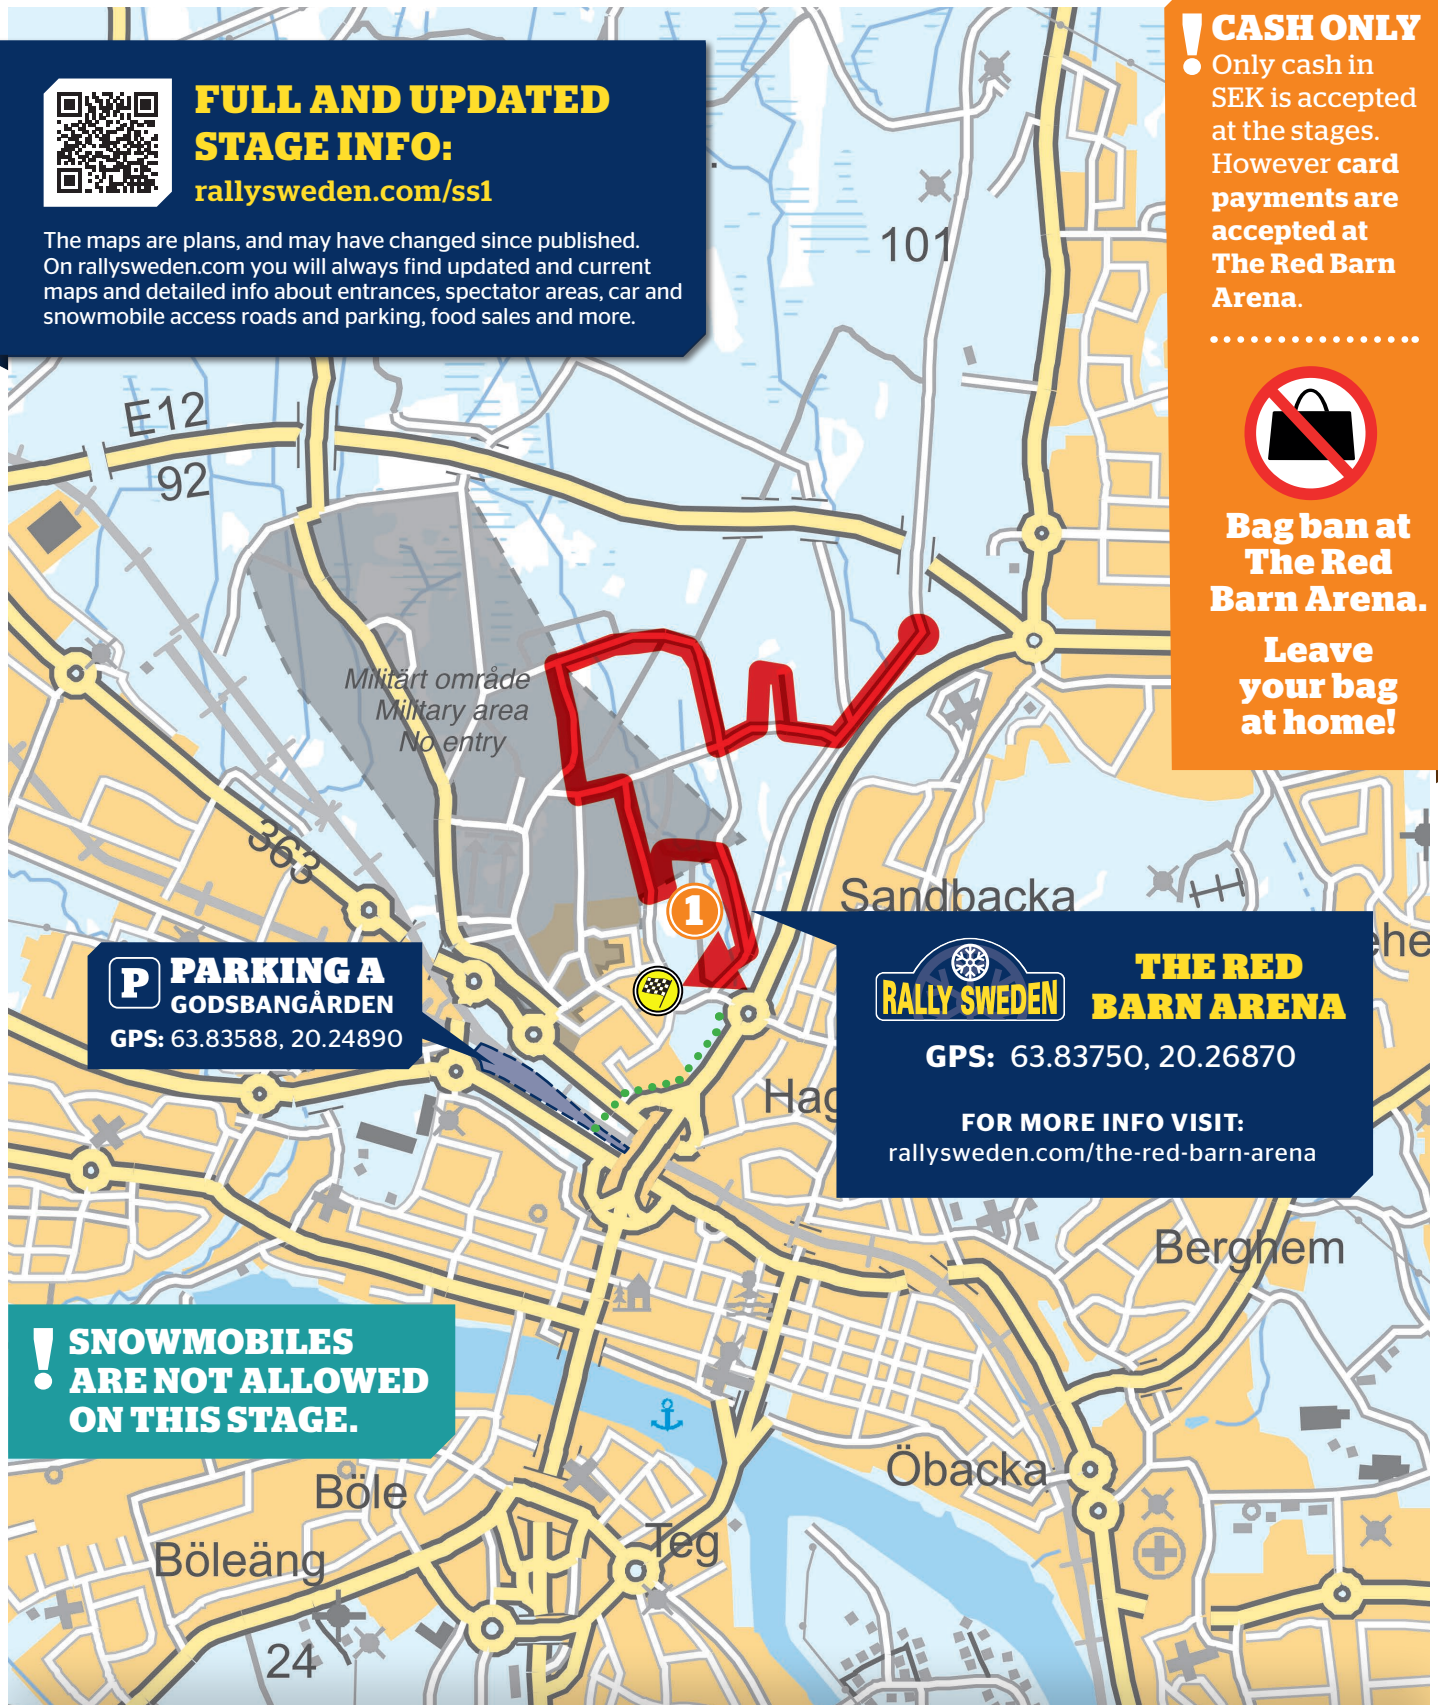 FULL AND UPDATED
STAGE INFO:
rallysweden.com/ss1
The maps are plans, and may have changed since published.
On rallysweden.com you will always find updated and current
maps and detailed info about entrances, spectator areas, car and
snowmobile access roads and parking, food sales and more.
! CASH ONLY
Only cash in
SEK is accepted
at the stages.
However card
payments are
accepted at
The Red Barn
Arena.
Bag ban at
The Red
Barn Arena.
Leave
your bag
at home!
101
E12
92
Militärt område
Military area
No entry
363
Sandbacka
1
P PARKING A
GODSBANGÅRDEN
GPS: 63.83588, 20.24890
RALLY SWEDEN
THE RED
BARN ARENA
GPS: 63.83750, 20.26870
FOR MORE INFO VISIT:
rallysweden.com/the-red-barn-arena
Hag
Berghem
! SNOWMOBILES
ARE NOT ALLOWED
ON THIS STAGE.
Öbacka
Böle
Teg
Böleäng
24